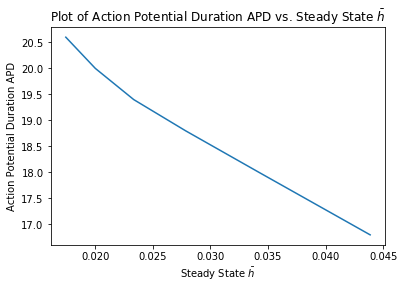 Plot of Action Potential Duration APD vs. Steady State h̄
20.5
20.0
19.5
19.0
18.5
18.0
17.5
17.0
Action Potential Duration APD
0.020 0.025 0.030 0.035 0.040 0.045
Steady State h̄